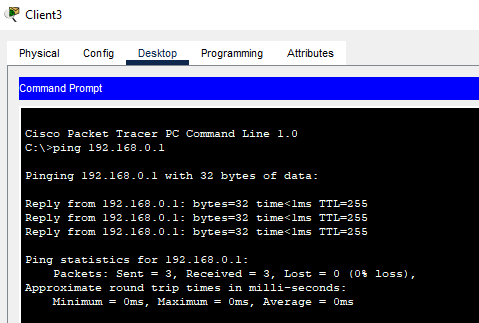 Client3
Physical Config Desktop Programming Attributes
Command Prompt
Cisco Packet Tracer PC Command Line 1.0
C:\>ping 192.168.0.1
Pinging 192.168.0.1 with 32 bytes of data:
Reply from 192.168.0.1: bytes=32 time<1ms TTL=255
Reply from 192.168.0.1: bytes=32 time<1ms TTL=255
Reply from 192.168.0.1: bytes=32 time<1ms TTL=255
Ping statistics for 192.168.0.1:
Packets: Sent = 3, Received = 3, Lost = 0 (0% loss),
Approximate round trip times in milli-seconds:
Minimum = 0ms, Maximum = 0ms, Average = 0ms